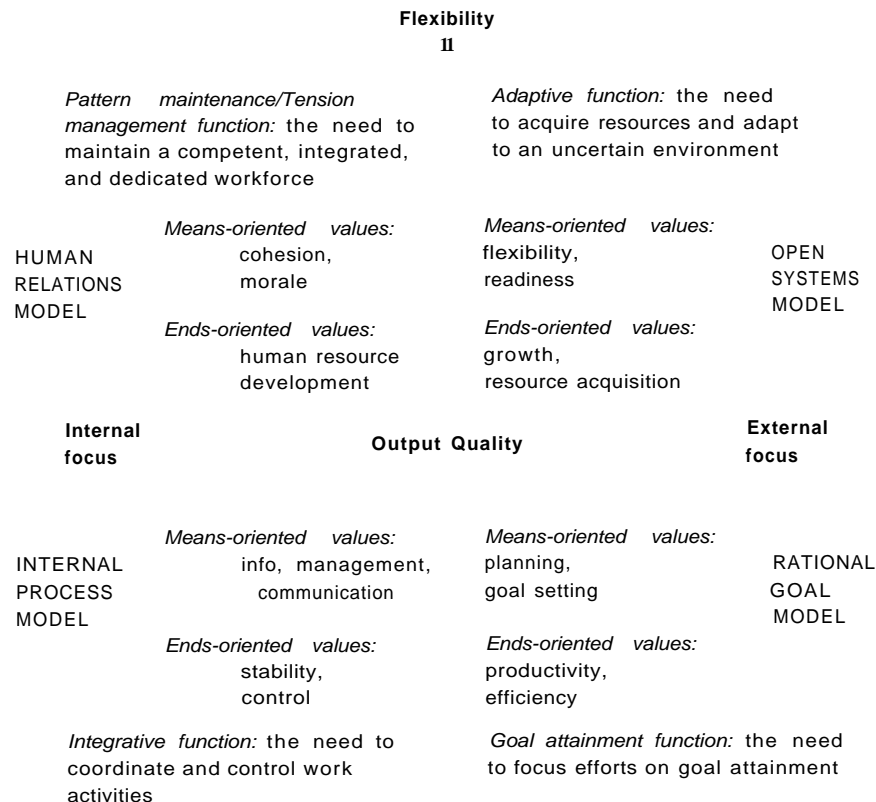 Flexibility
11
Pattern maintenance/Tension
management function: the need to
maintain a competent, integrated,
and dedicated workforce
Adaptive function: the need
to acquire resources and adapt
to an uncertain environment
HUMAN
RELATIONS
MODEL
Means-oriented values:
cohesion,
morale
Ends-oriented values:
human resource
development
Means-oriented values:
flexibility,
readiness
Ends-oriented values:
growth,
resource acquisition
OPEN
SYSTEMS
MODEL
Internal
focus
Output Quality
External
focus
INTERNAL
PROCESS
MODEL
Means-oriented values:
info, management,
communication
Ends-oriented values:
stability,
control
Means-oriented values:
planning,
goal setting
Ends-oriented values:
productivity,
efficiency
RATIONAL
GOAL
MODEL
Integrative function: the need to
coordinate and control work
activities
Goal attainment function: the need
to focus efforts on goal attainment